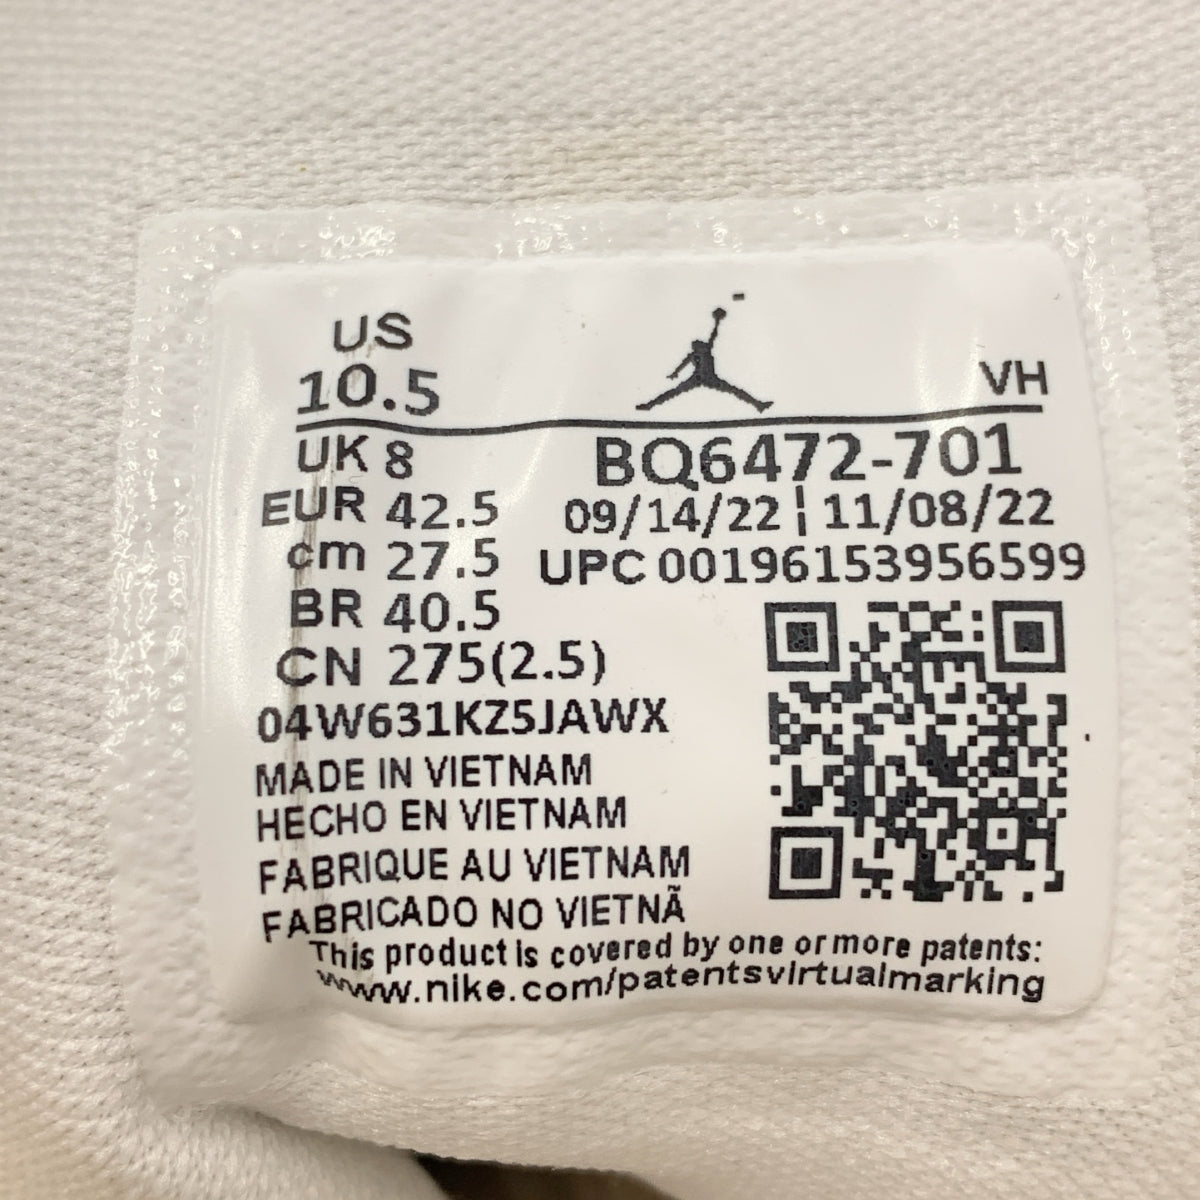 US
10.5
VH
UK 8
BQ6472-701
EUR 42.5
09/14/22 ¦ 11/08/22
cm 27.5
UPC 00196153956599
BR 40.5
CN 275(2.5)
04W631KZ5JAWX
MADE IN VIETNAM
HECHO EN VIETNAM
FABRIQUE AU VIETNAM
FABRICADO NO VIETNÃ
This product is covered by one or more patents:
www.nike.com/patentsvirtualmarking